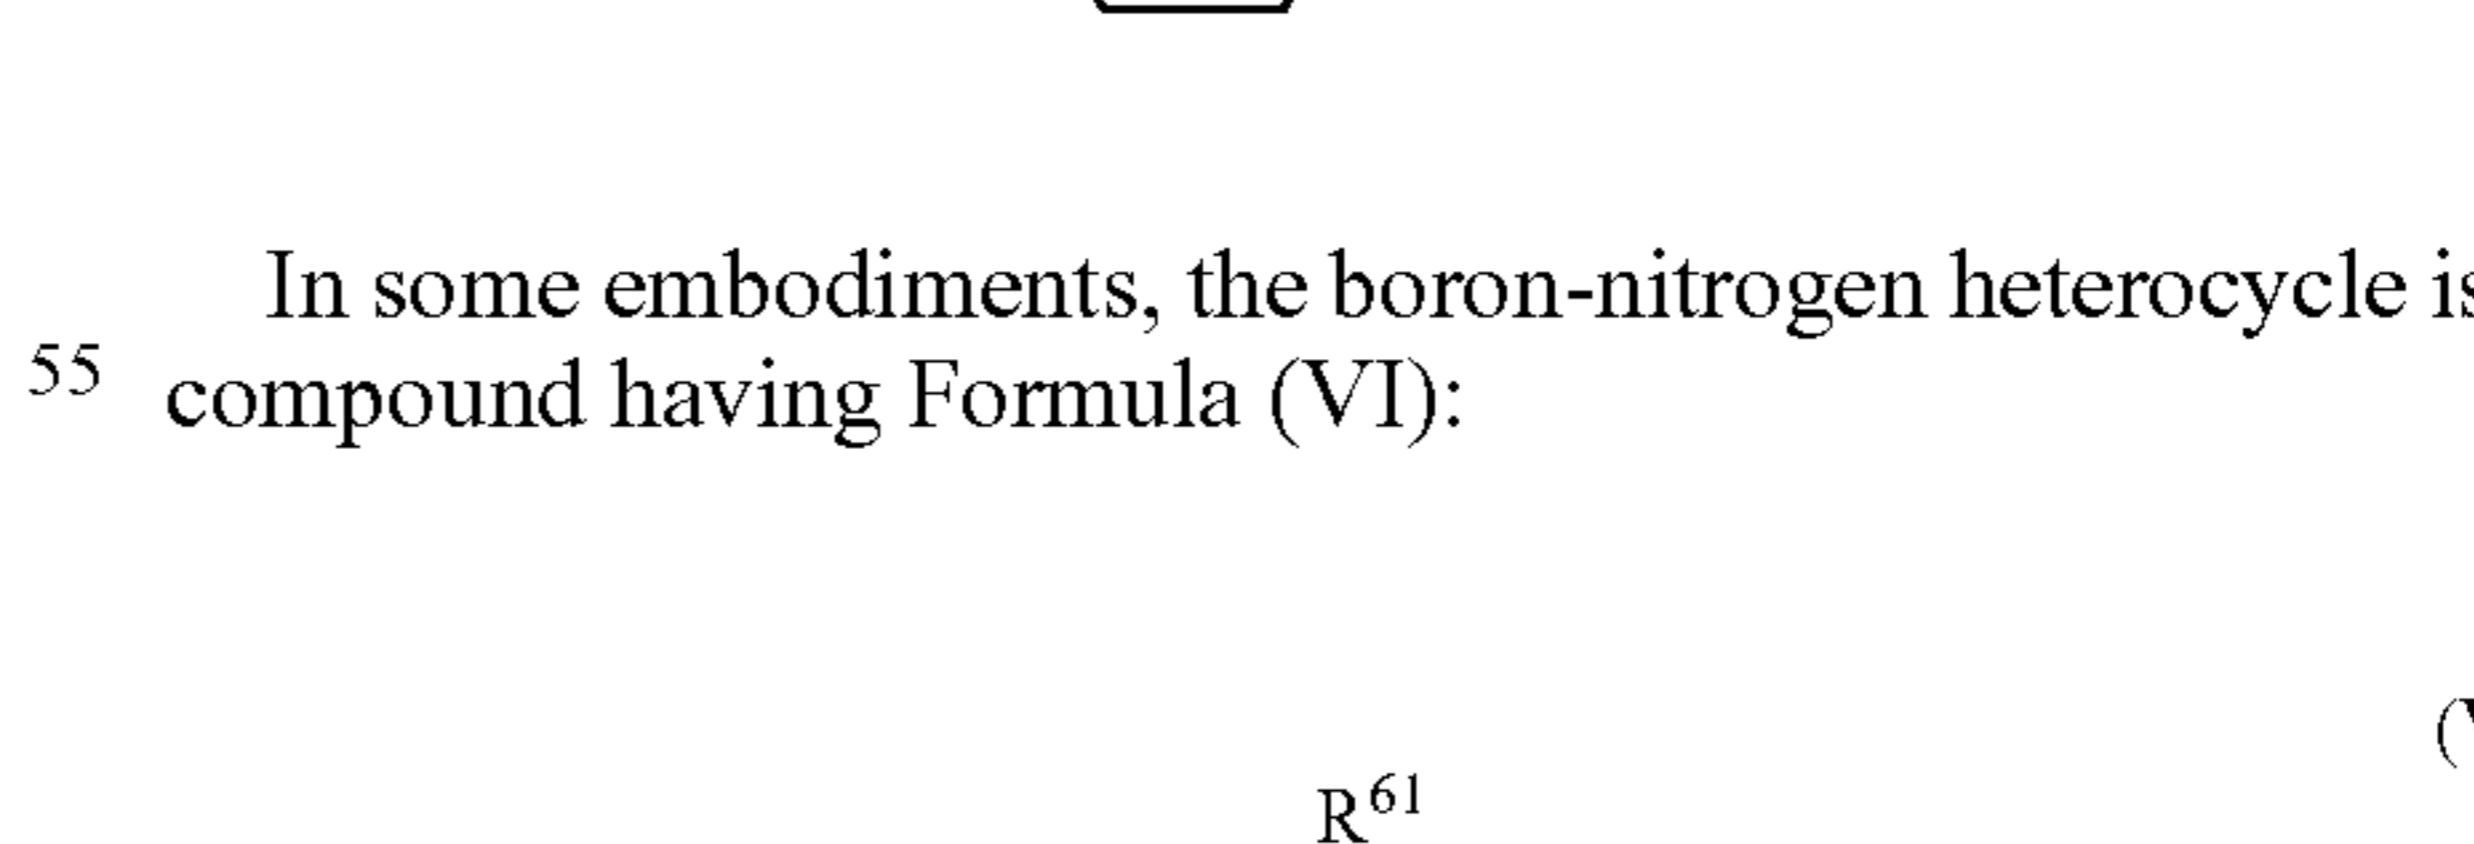 In some embodiments, the boron-nitrogen heterocycle is
55 compound having Formula (VI):
R⁶¹